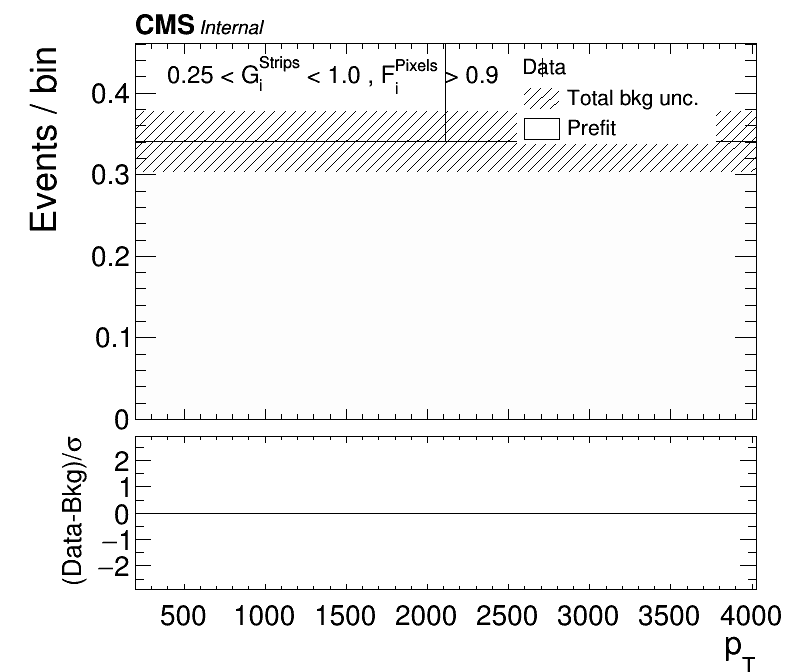 CMS Internal
0.25 < G_i^Strips < 1.0 , F_i^Pixels > 0.9
Data
Total bkg unc.
Prefit
Events / bin
0.4
0.3
0.2
0.1
0
(Data-Bkg)/σ
2
1
0
−1
−2
500 1000 1500 2000 2500 3000 3500 4000
p_T